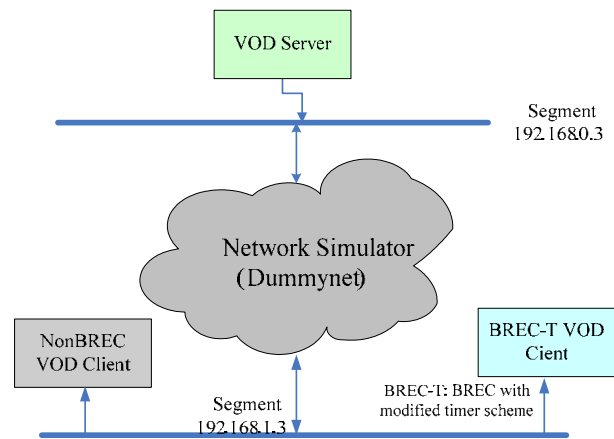 VOD Server
Segment
192.168.0.3
Network Simulator
(Dummynet)
NonBREC
VOD Client
BREC-T VOD
Cient
Segment
192.168.1.3
BREC-T: BREC with
modified timer scheme